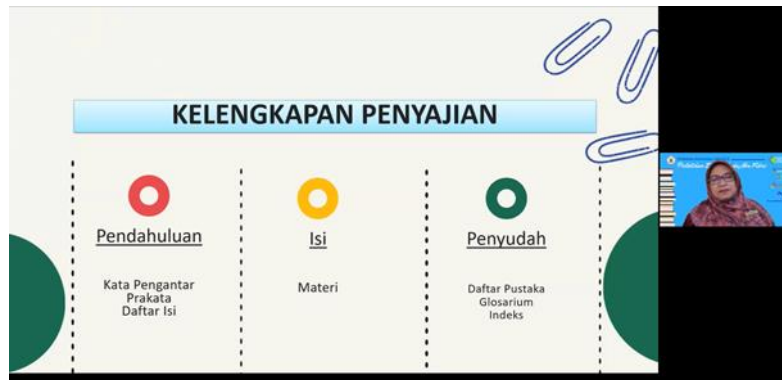 KELENGKAPAN PENYAJIAN
Pendahuluan
Kata Pengantar
Prakata
Daftar Isi
Isi
Materi
Penyudah
Daftar Pustaka
Glosarium
Indeks